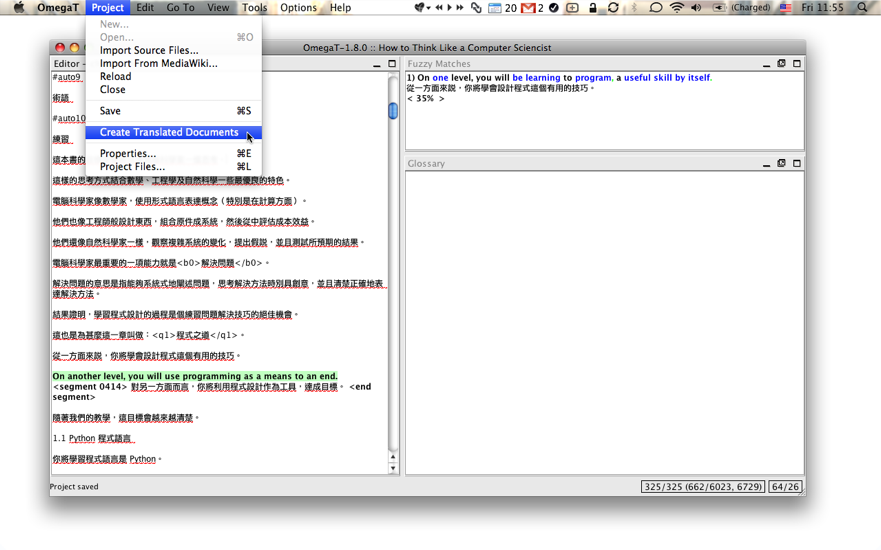 OmegaT Project Edit Go To View Tools Options Help 20 2 (Charged) Fri 11:55
New...
Open... ⌘O
Import Source Files...
Import From MediaWiki...
Reload
Close
Save ⌘S
Create Translated Documents
Properties... ⌘E
Project Files... ⌘L
OmegaT-1.8.0 :: How to Think Like a Computer Scientist
Editor -
#auto9
術語
#auto10
練習
這本書的
這樣的思考方式結合數學、工程學及自然科學一些最優良的特色。
電腦科學家像數學家，使用形式語言表達概念（特別是在計算方面）。
他們也像工程師般設計東西，組合原件成系統，然後從中評估成本效益。
他們還像自然科學家一樣，觀察複雜系統的變化，提出假說，並且測試所預期的結果。
電腦科學家最重要的一項能力就是<b0>解決問題</b0>。
解決問題的意思是指能夠系統式地闡述問題，思考解決方法時別具創意，並且清楚正確地表
達解決方法。
結果證明，學習程式設計的過程是個練習問題解決技巧的絕佳機會。
這也是為甚麼這一章叫做：<q1>程式之道</q1>。
從一方面來說，你將學會設計程式這個有用的技巧。
On another level, you will use programming as a means to an end.
<segment 0414> 對另一方面而言，你將利用程式設計作為工具，達成目標。 <end
segment>
隨著我們的教學，這目標會越來越清楚。
1.1 Python 程式語言
你將學習程式語言是 Python。
Fuzzy Matches
1) On one level, you will be learning to program, a useful skill by itself.
從一方面來說，你將學會設計程式這個有用的技巧。
< 35% >
Glossary
Project saved
325/325 (662/6023, 6729) 64/26